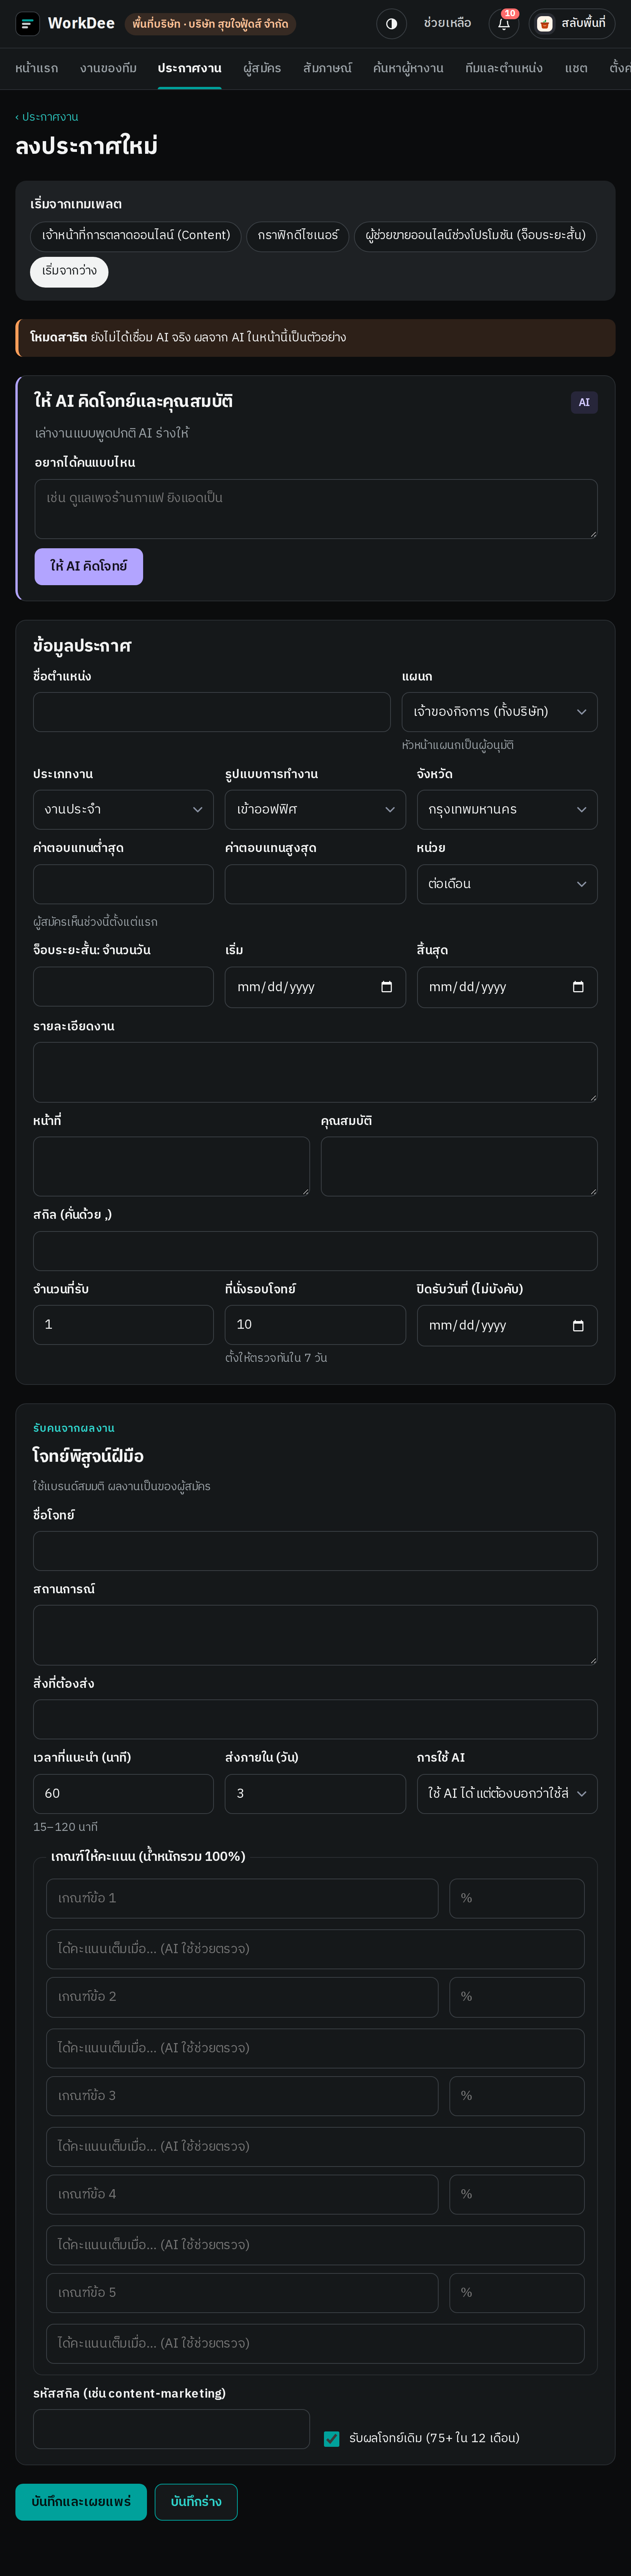 WorkDee
พื้นที่บริษัท · บริษัท สุขใจฟู้ดส์ จำกัด
ช่วยเหลือ
10
สลับพื้นที่
หน้าแรก งานของทีม ประกาศงาน ผู้สมัคร สัมภาษณ์ ค้นหาผู้หางาน ทีมและตำแหน่ง แชต ตั้งค่
‹ ประกาศงาน
ลงประกาศใหม่
เริ่มจากเทมเพลต
เจ้าหน้าที่การตลาดออนไลน์ (Content) กราฟิกดีไซเนอร์ ผู้ช่วยขายออนไลน์ช่วงโปรโมชัน (จ็อบระยะสั้น)
เริ่มจากว่าง
โหมดสาธิต ยังไม่ได้เชื่อม AI จริง ผลจาก AI ในหน้านี้เป็นตัวอย่าง
ให้ AI คิดโจทย์และคุณสมบัติ
AI
เล่างานแบบพูดปกติ AI ร่างให้
อยากได้คนแบบไหน
เช่น ดูแลเพจร้านกาแฟ ยิงแอดเป็น
ให้ AI คิดโจทย์
ข้อมูลประกาศ
ชื่อตำแหน่ง แผนก
เจ้าของกิจการ (ทั้งบริษัท)
หัวหน้าแผนกเป็นผู้อนุมัติ
ประเภทงาน รูปแบบการทำงาน จังหวัด
งานประจำ เข้าออฟฟิศ กรุงเทพมหานคร
ค่าตอบแทนต่ำสุด ค่าตอบแทนสูงสุด หน่วย
ต่อเดือน
ผู้สมัครเห็นช่วงนี้ตั้งแต่แรก
จ็อบระยะสั้น: จำนวนวัน เริ่ม สิ้นสุด
mm/dd/yyyy mm/dd/yyyy
รายละเอียดงาน
หน้าที่ คุณสมบัติ
สกิล (คั่นด้วย ,)
จำนวนที่รับ ที่นั่งรอบโจทย์ ปิดรับวันที่ (ไม่บังคับ)
1 10 mm/dd/yyyy
ตั้งให้ตรวจทันใน 7 วัน
รับคนจากผลงาน
โจทย์พิสูจน์ฝีมือ
ใช้แบรนด์สมมติ ผลงานเป็นของผู้สมัคร
ชื่อโจทย์
สถานการณ์
สิ่งที่ต้องส่ง
เวลาที่แนะนำ (นาที) ส่งภายใน (วัน) การใช้ AI
60 3 ใช้ AI ได้ แต่ต้องบอกว่าใช้ส่
15–120 นาที
เกณฑ์ให้คะแนน (น้ำหนักรวม 100%)
เกณฑ์ข้อ 1 %
ได้คะแนนเต็มเมื่อ... (AI ใช้ช่วยตรวจ)
เกณฑ์ข้อ 2 %
ได้คะแนนเต็มเมื่อ... (AI ใช้ช่วยตรวจ)
เกณฑ์ข้อ 3 %
ได้คะแนนเต็มเมื่อ... (AI ใช้ช่วยตรวจ)
เกณฑ์ข้อ 4 %
ได้คะแนนเต็มเมื่อ... (AI ใช้ช่วยตรวจ)
เกณฑ์ข้อ 5 %
ได้คะแนนเต็มเมื่อ... (AI ใช้ช่วยตรวจ)
รหัสสกิล (เช่น content-marketing)
รับผลโจทย์เดิม (75+ ใน 12 เดือน)
บันทึกและเผยแพร่ บันทึกร่าง